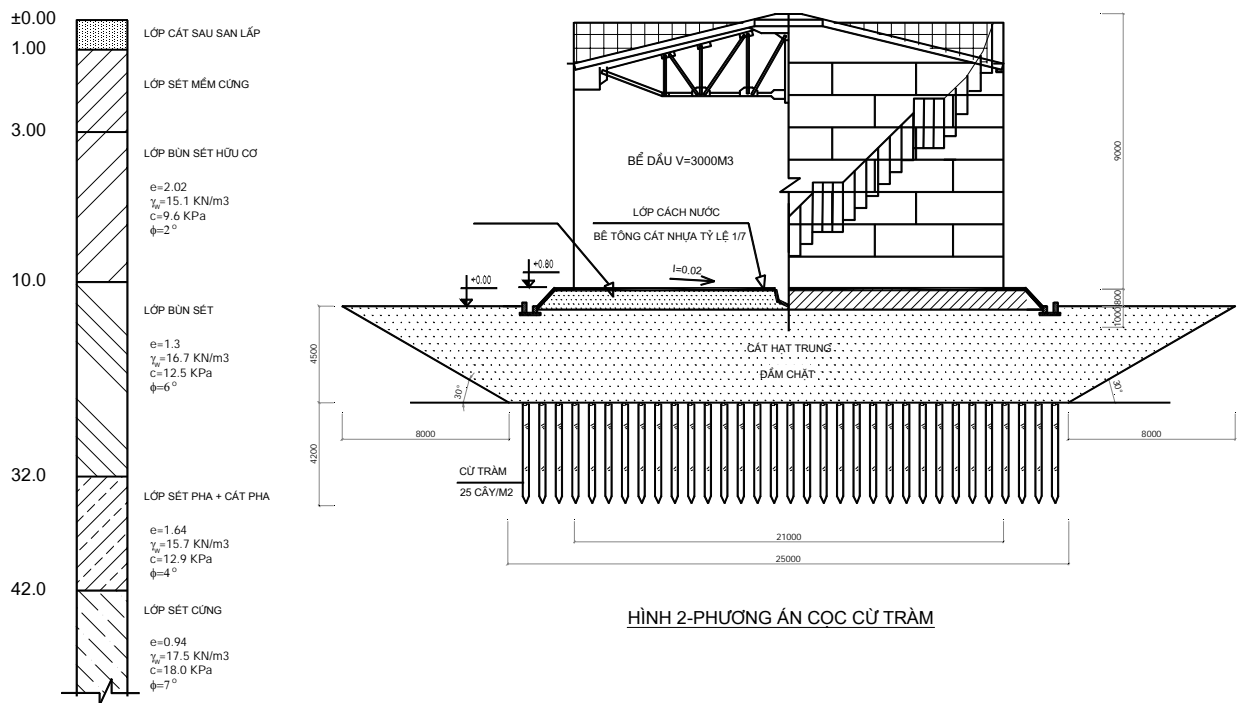 ±0.00
LỚP CÁT SAU SAN LẤP
1.00
LỚP SÉT MỀM CỨNG
3.00
LỚP BÙN SÉT HỮU CƠ
e=2.02
γw=15.1 KN/m3
c=9.6 KPa
ϕ=2°
10.0
LỚP BÙN SÉT
e=1.3
γw=16.7 KN/m3
c=12.5 KPa
ϕ=6°
32.0
LỚP SÉT PHA + CÁT PHA
e=1.64
γw=15.7 KN/m3
c=12.9 KPa
ϕ=4°
42.0
LỚP SÉT CỨNG
e=0.94
γw=17.5 KN/m3
c=18.0 KPa
ϕ=7°
BỂ DẦU V=3000M3
LỚP CÁCH NƯỚC
BÊ TÔNG CÁT NHỰA TỶ LỆ 1/7
I=0.02
+0.80
+0.00
9000
800
1000
CÁT HẠT TRUNG
ĐẦM CHẶT
4500
30°
30°
8000
8000
4200
CỪ TRÀM
25 CÂY/M2
21000
25000
HÌNH 2-PHƯƠNG ÁN CỌC CỪ TRÀM